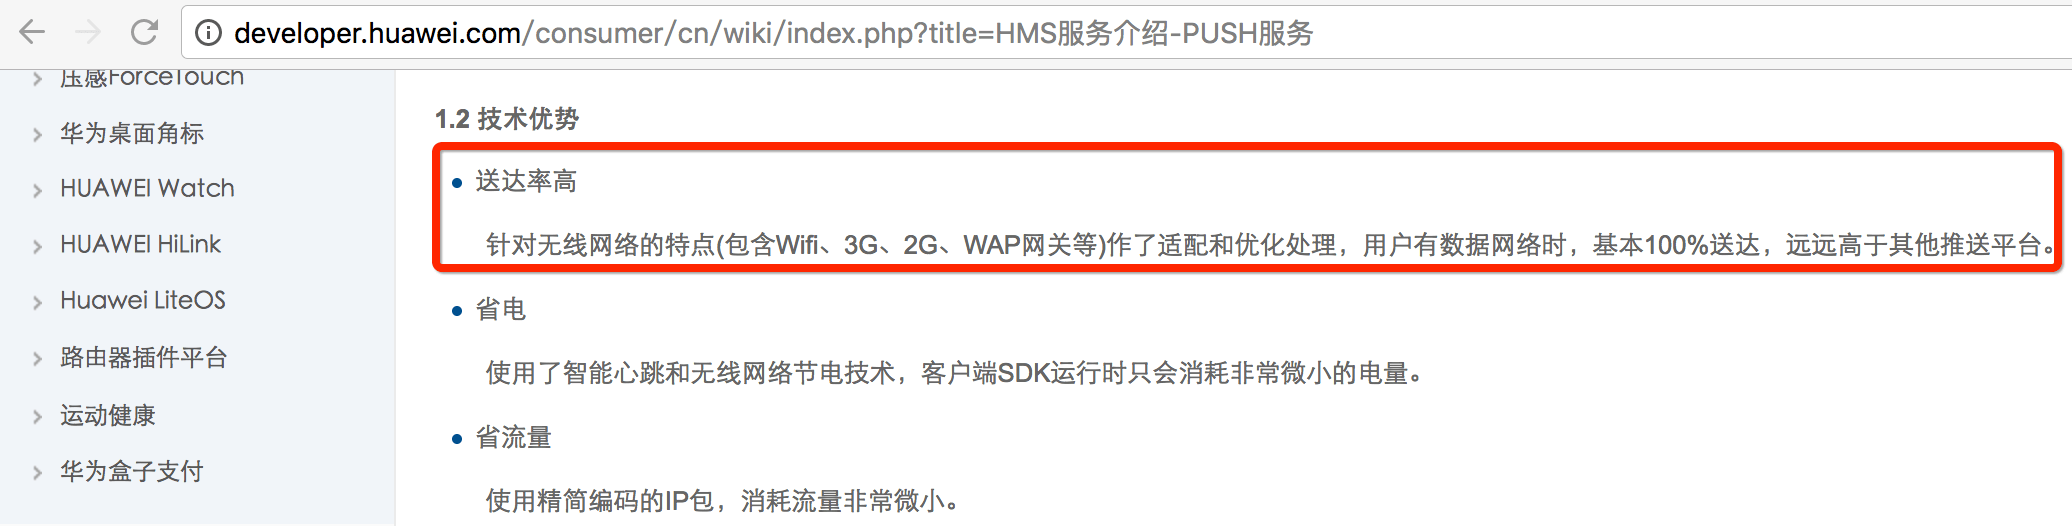 developer.huawei.com/consumer/cn/wiki/index.php?title=HMS服务介绍-PUSH服务
压感ForceTouch
华为桌面角标
HUAWEI Watch
HUAWEI HiLink
Huawei LiteOS
路由器插件平台
运动健康
华为盒子支付
1.2 技术优势
送达率高
针对无线网络的特点(包含Wifi、3G、2G、WAP网关等)作了适配和优化处理，用户有数据网络时，基本100%送达，远远高于其他推送平台。
省电
使用了智能心跳和无线网络节电技术，客户端SDK运行时只会消耗非常微小的电量。
省流量
使用精简编码的IP包，消耗流量非常微小。